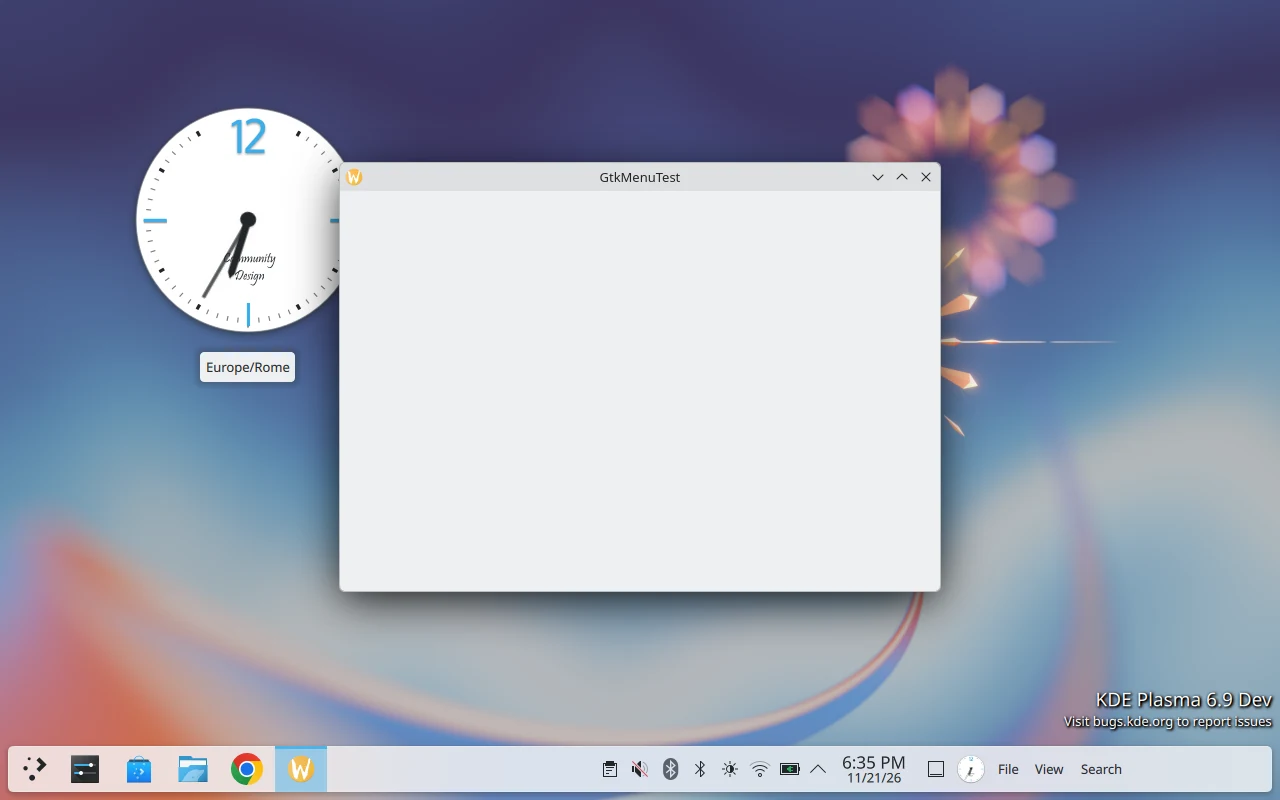 12
Community
Design
Europe/Rome
GtkMenuTest
KDE Plasma 6.9 Dev
Visit bugs.kde.org to report issues
6:35 PM
11/21/26
File View Search